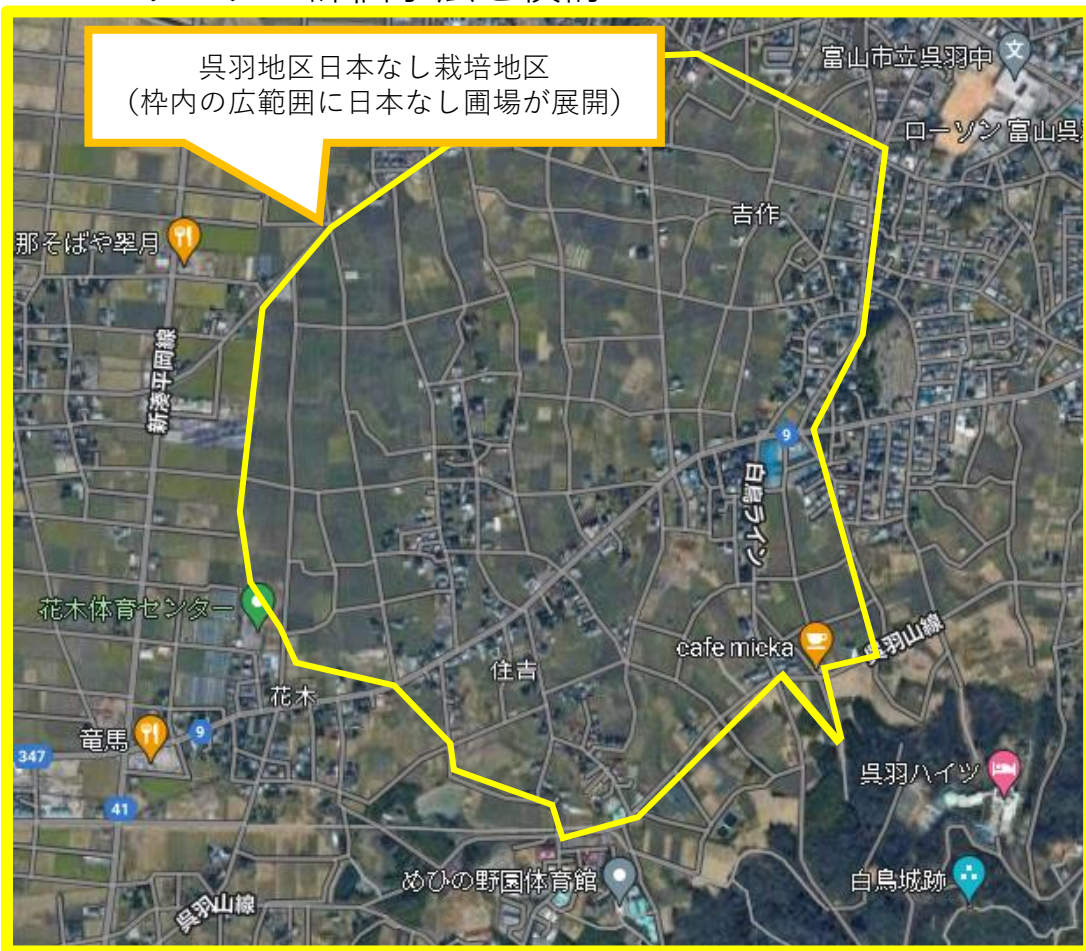 呉羽地区日本なし栽培地区
（枠内の広範囲に日本なし圃場が展開）
富山市立呉羽中
ローソン 富山呉
吉作
那そばや翠月
新湊平岡線
9
白鳥ライン
花木体育センター
cafe micka
呉羽山線
住吉
花木
竜馬
9
347
呉羽ハイツ
41
めひの野園体育館
白鳥城跡
呉羽山線